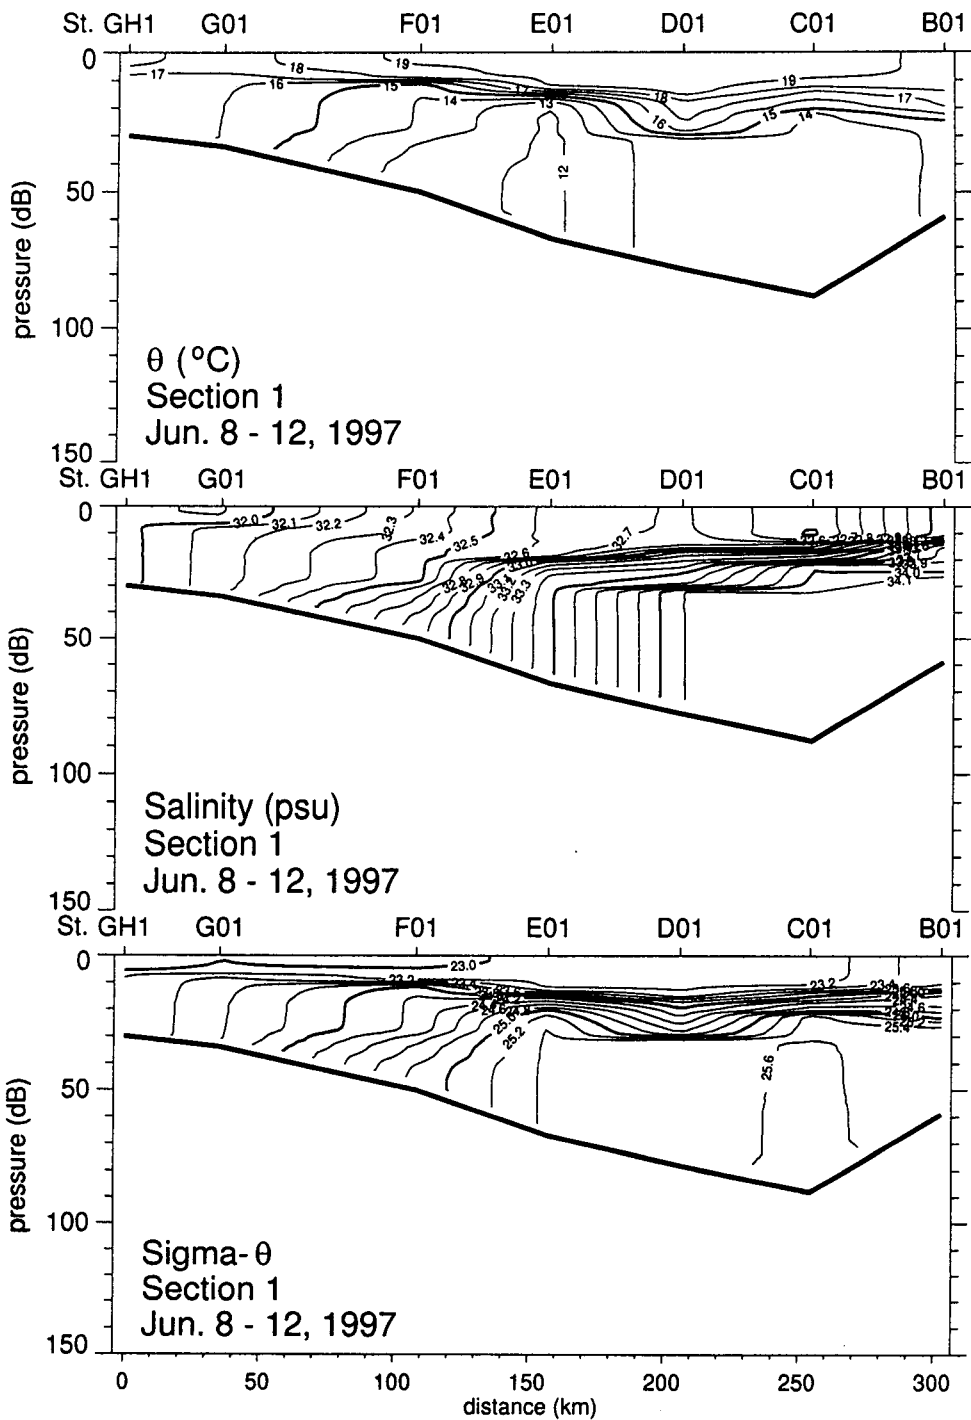 St. GH1 G01 F01 E01 D01 C01 B01
0
17 18 19 19
16 15 17 18 17
14 13 16 15 14
12
50
100
150
pressure (dB)
θ (°C)
Section 1
Jun. 8 - 12, 1997
St. GH1 G01 F01 E01 D01 C01 B01
0
32.0 32.1 32.2 32.3 32.4 32.5 32.6 32.7
32.8 32.9 33.3
34.0
34.1
50
100
150
pressure (dB)
Salinity (psu)
Section 1
Jun. 8 - 12, 1997
St. GH1 G01 F01 E01 D01 C01 B01
0
23.0
23.2 23.4 23.2 23.4
25.0 25.2 25.4
25.6
50
100
150
pressure (dB)
Sigma-θ
Section 1
Jun. 8 - 12, 1997
0 50 100 150 200 250 300
distance (km)